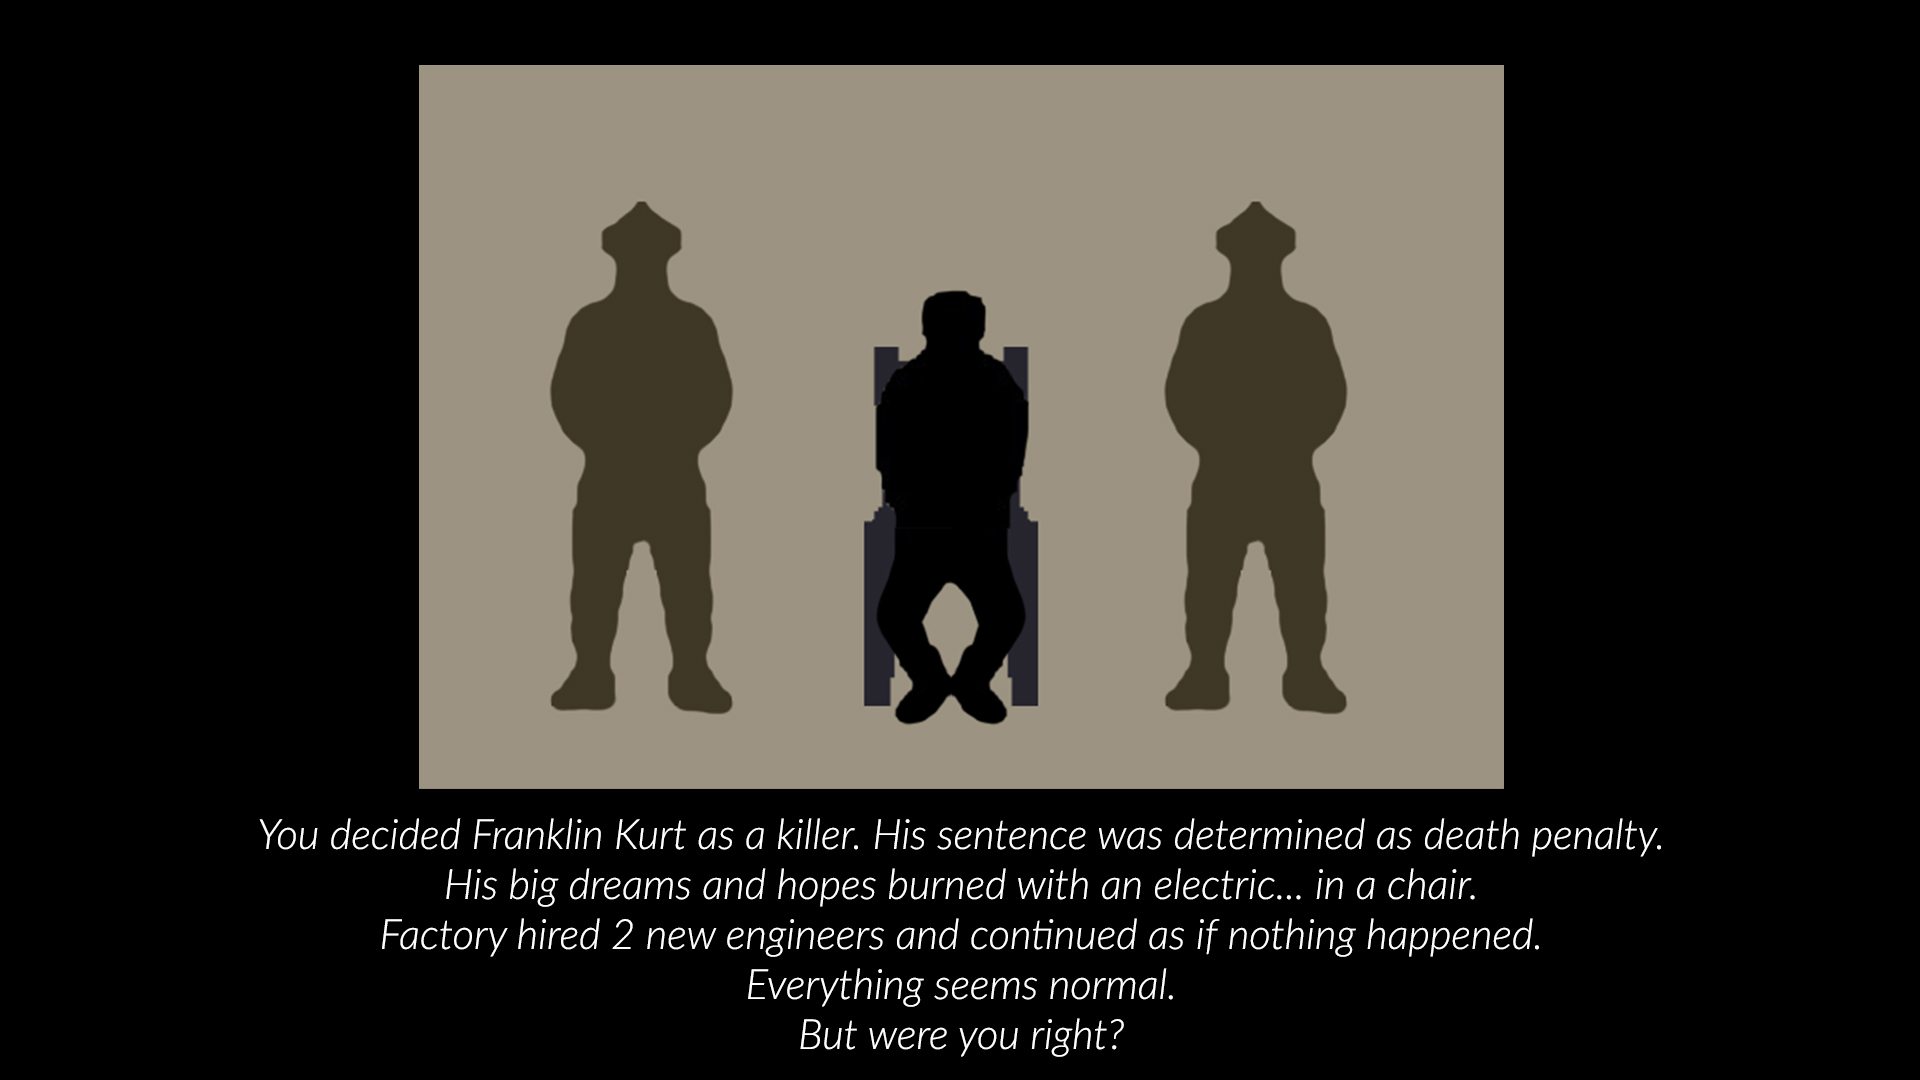 You decided Franklin Kurt as a killer. His sentence was determined as death penalty.
His big dreams and hopes burned with an electric... in a chair.
Factory hired 2 new engineers and continued as if nothing happened.
Everything seems normal.
But were you right?